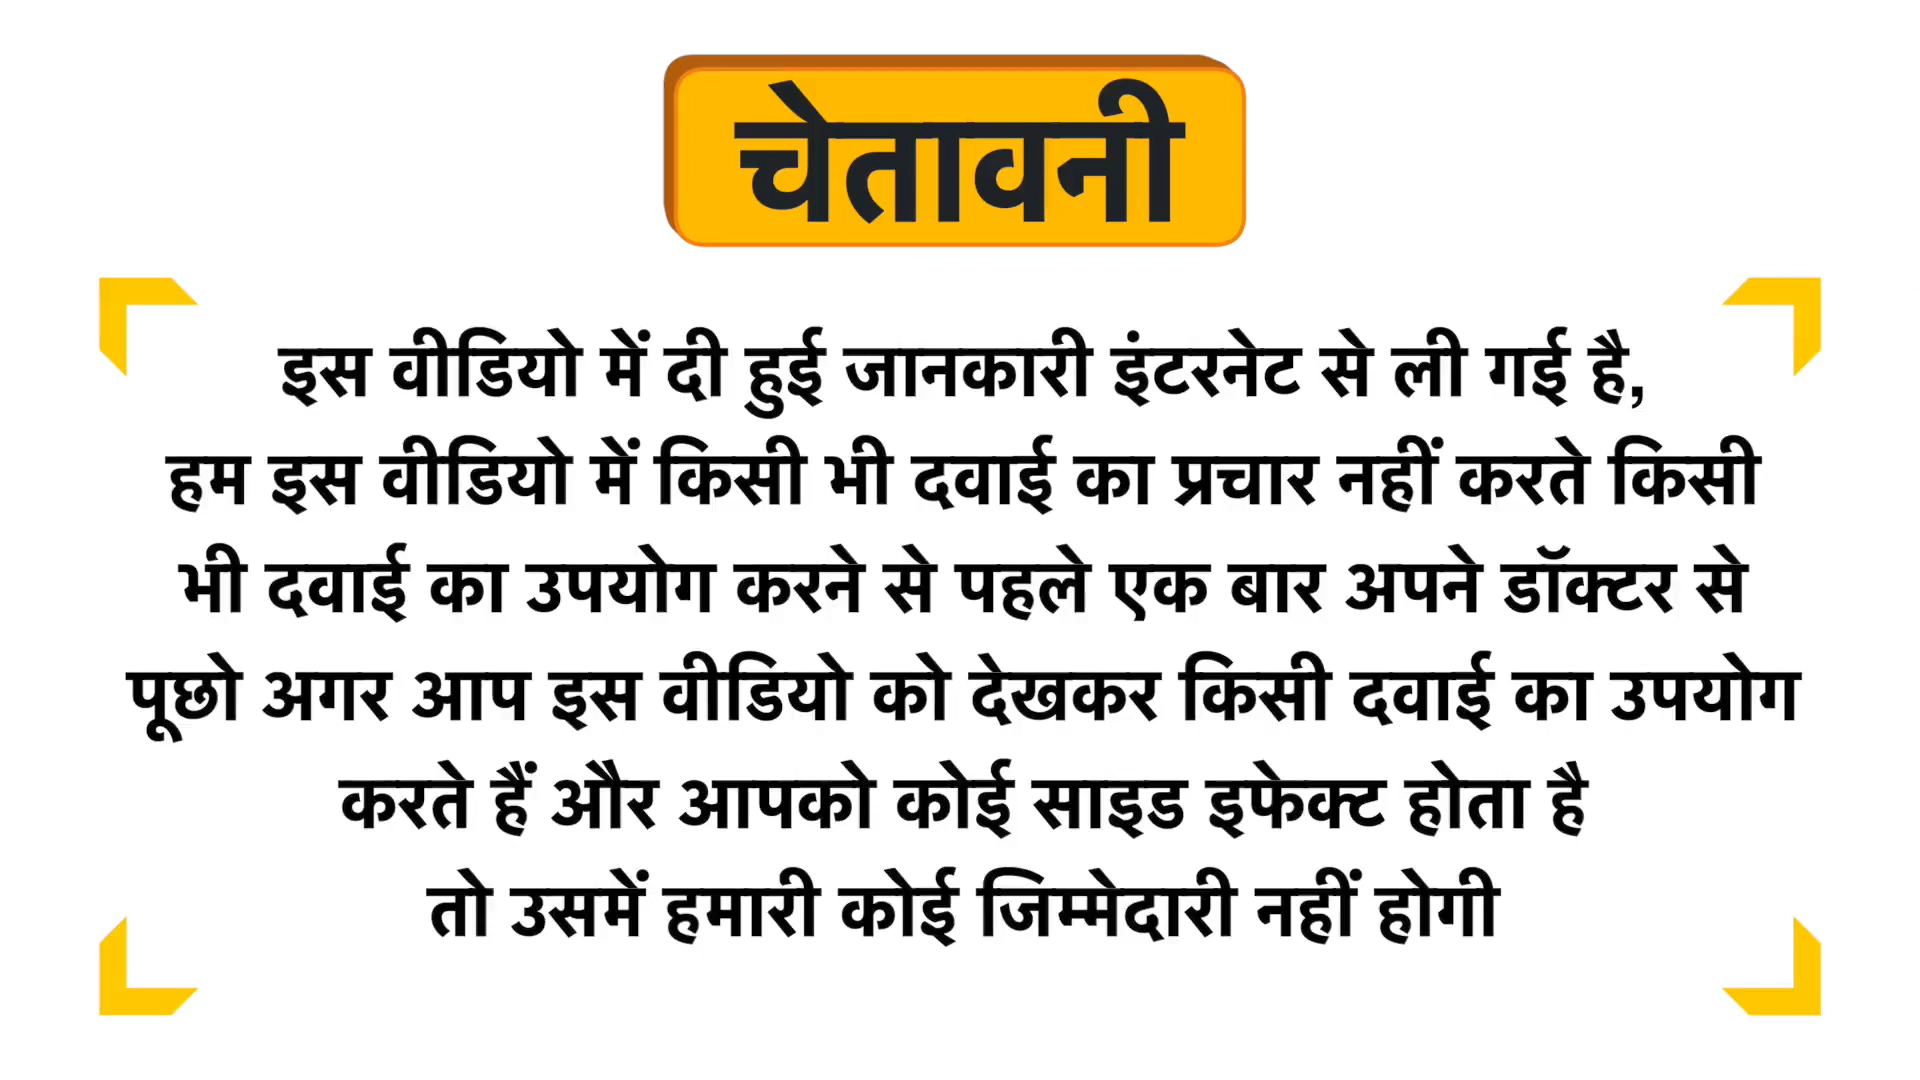 चेतावनी
इस वीडियो में दी हुई जानकारी इंटरनेट से ली गई है,
हम इस वीडियो में किसी भी दवाई का प्रचार नहीं करते किसी
भी दवाई का उपयोग करने से पहले एक बार अपने डॉक्टर से
पूछो अगर आप इस वीडियो को देखकर किसी दवाई का उपयोग
करते हैं और आपको कोई साइड इफेक्ट होता है
तो उसमें हमारी कोई जिम्मेदारी नहीं होगी